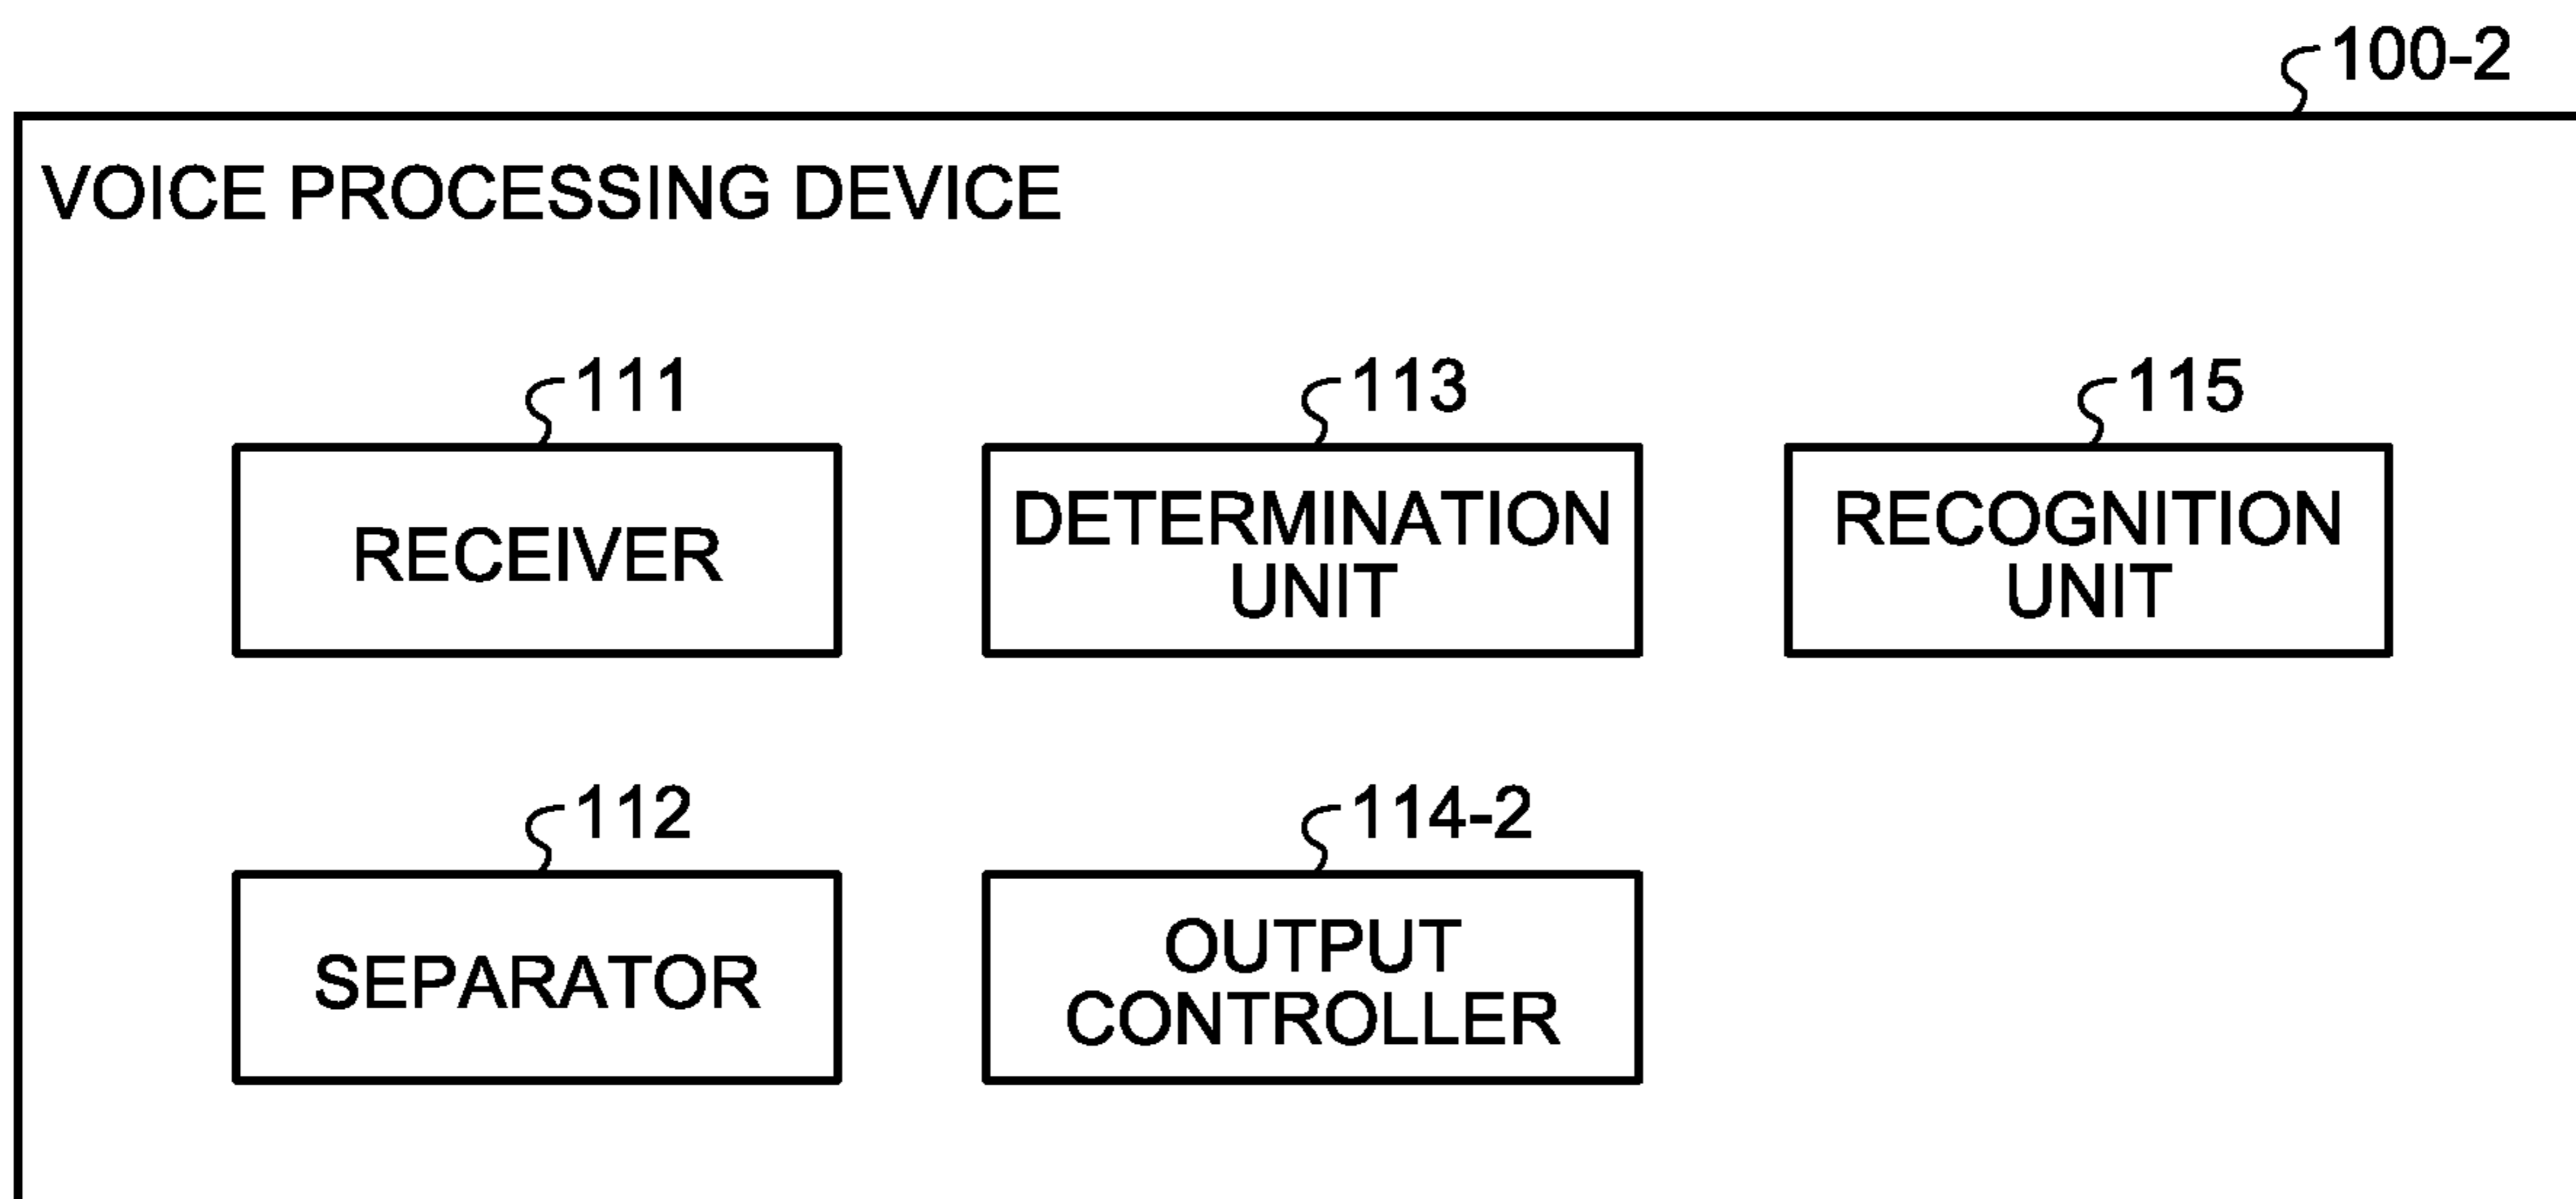 100-2
VOICE PROCESSING DEVICE
111
RECEIVER
113
DETERMINATION
UNIT
115
RECOGNITION
UNIT
112
SEPARATOR
114-2
OUTPUT
CONTROLLER